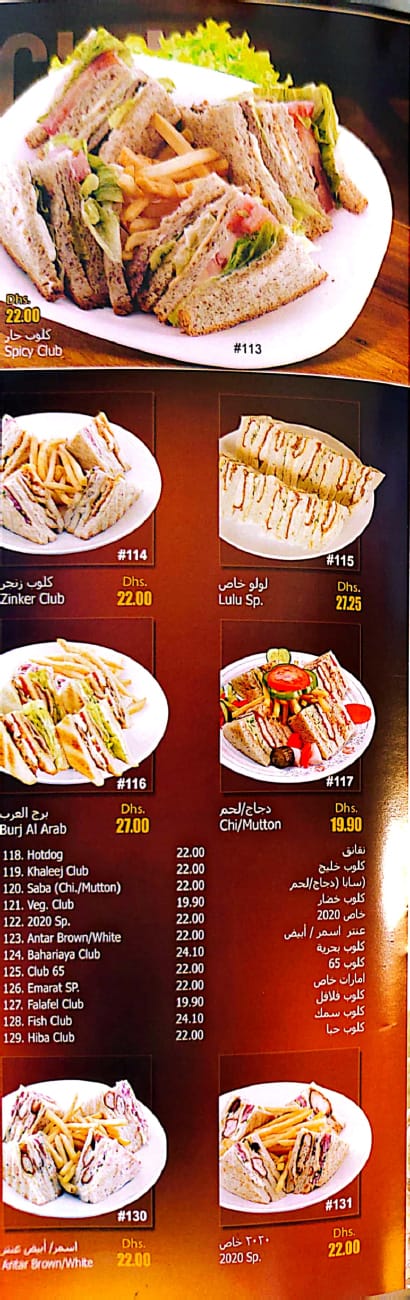 Club
Dhs.
22.00
كلوب حار
Spicy Club
#113
#114
كلوب زنجر
Zinker Club
Dhs.
22.00
#115
لولو خاص
Lulu Sp.
Dhs.
27.25
#116
برج العرب
Burj Al Arab
Dhs.
27.00
#117
دجاج/لحم
Chi/Mutton
Dhs.
19.90
118. Hotdog 22.00 نقانق
119. Khaleej Club 22.00 كلوب خليج
120. Saba (Chi./Mutton) 22.00 (سابا (دجاج/لحم
121. Veg. Club 19.90 كلوب خضار
122. 2020 Sp. 22.00 خاص 2020
123. Antar Brown/White 22.00 عنتر اسمر / أبيض
124. Bahariaya Club 24.10 كلوب بحرية
125. Club 65 22.00 كلوب 65
126. Emarat SP. 22.00 امارات خاص
127. Falafel Club 19.90 كلوب فلافل
128. Fish Club 24.10 كلوب سمك
129. Hiba Club 22.00 كلوب حبا
#130
اسمر/ أبيض عنتر
Antar Brown/White
Dhs.
22.00
#131
٢٠٢٠ خاص
2020 Sp.
Dhs.
22.00